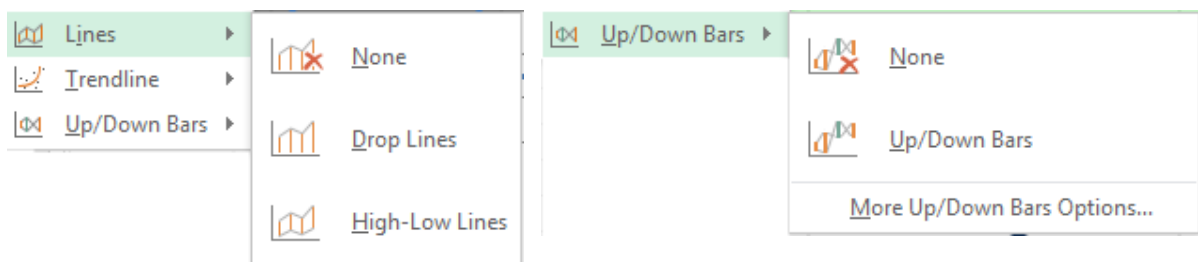 Lines
Trendline
Up/Down Bars
None
Drop Lines
High-Low Lines
Up/Down Bars
None
Up/Down Bars
More Up/Down Bars Options...